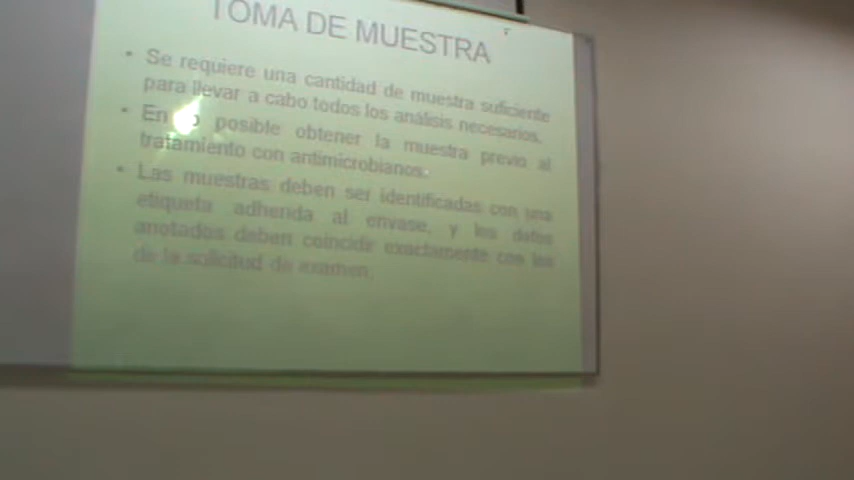 TOMA DE MUESTRA
• Se requiere una cantidad de muestra suficiente
para llevar a cabo todos los análisis necesarios.
• En posible obtener la muestra previo al
tratamiento con antimicrobianos.
• Las muestras deben ser identificadas con una
etiqueta adherida al envase, y los datos
anotados deben coincidir exactamente con los
de la solicitud de examen.